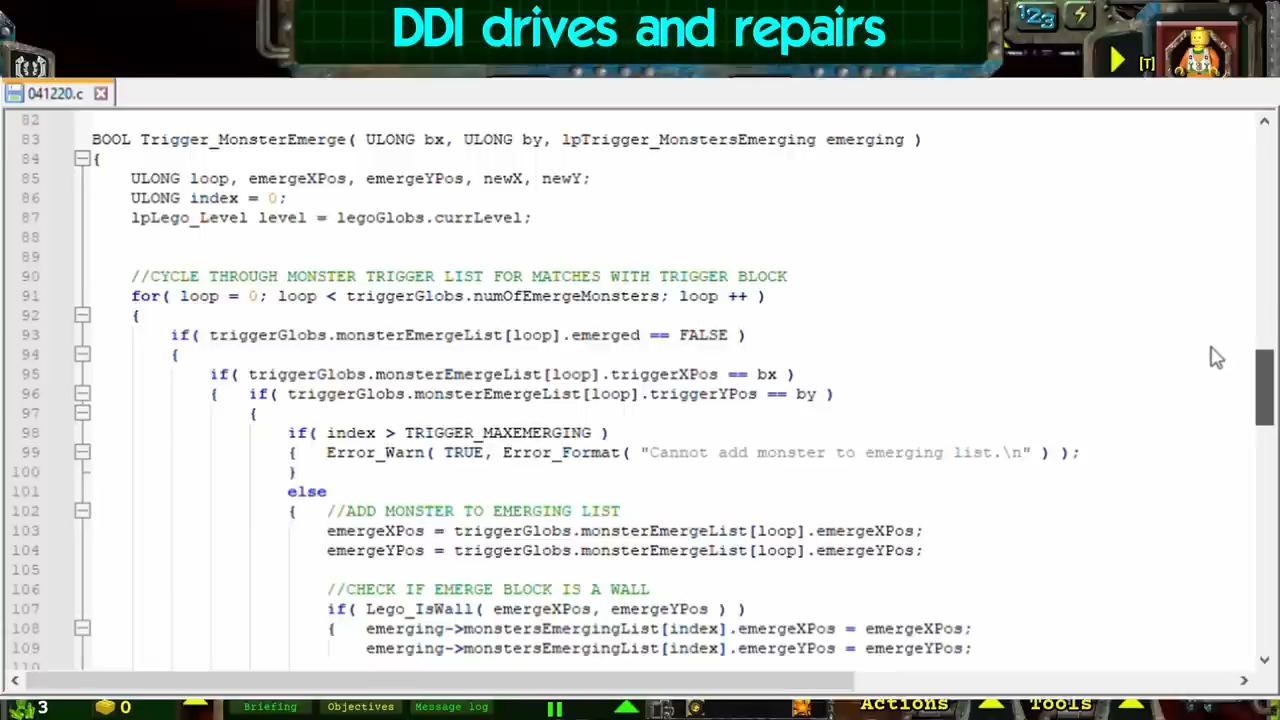 DDI drives and repairs
123
[T]
041220.c
82
83 BOOL Trigger_MonsterEmerge( ULONG bx, ULONG by, lpTrigger_MonstersEmerging emerging )
84 {
85 ULONG loop, emergeXPos, emergeYPos, newX, newY;
86 ULONG index = 0;
87 lpLego_Level level = legoGlobs.currLevel;
88
89
90 //CYCLE THROUGH MONSTER TRIGGER LIST FOR MATCHES WITH TRIGGER BLOCK
91 for( loop = 0; loop < triggerGlobs.numOfEmergeMonsters; loop ++ )
92 {
93 if( triggerGlobs.monsterEmergeList[loop].emerged == FALSE )
94 {
95 if( triggerGlobs.monsterEmergeList[loop].triggerXPos == bx )
96 { if( triggerGlobs.monsterEmergeList[loop].triggerYPos == by )
97 {
98 if( index > TRIGGER_MAXEMERGING )
99 { Error_Warn( TRUE, Error_Format( "Cannot add monster to emerging list.\n" ) );
100 }
101 else
102 { //ADD MONSTER TO EMERGING LIST
103 emergeXPos = triggerGlobs.monsterEmergeList[loop].emergeXPos;
104 emergeYPos = triggerGlobs.monsterEmergeList[loop].emergeYPos;
105
106 //CHECK IF EMERGE BLOCK IS A WALL
107 if( Lego_IsWall( emergeXPos, emergeYPos ) )
108 { emerging->monstersEmergingList[index].emergeXPos = emergeXPos;
109 emerging->monstersEmergingList[index].emergeYPos = emergeYPos;
110
3 0 Briefing Objectives Message log Actions Tools